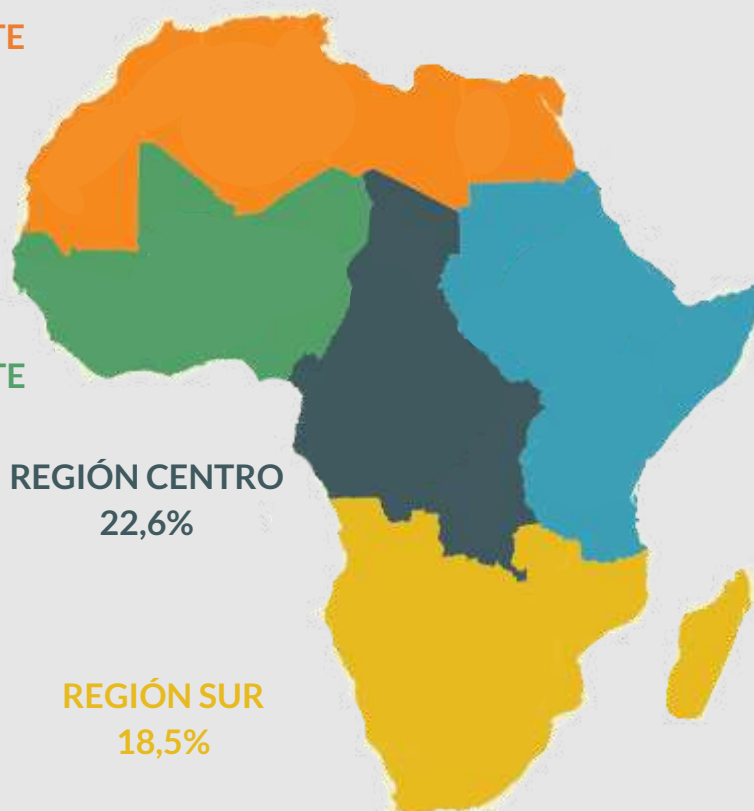 TE
TE
REGIÓN CENTRO
22,6%
REGIÓN SUR
18,5%